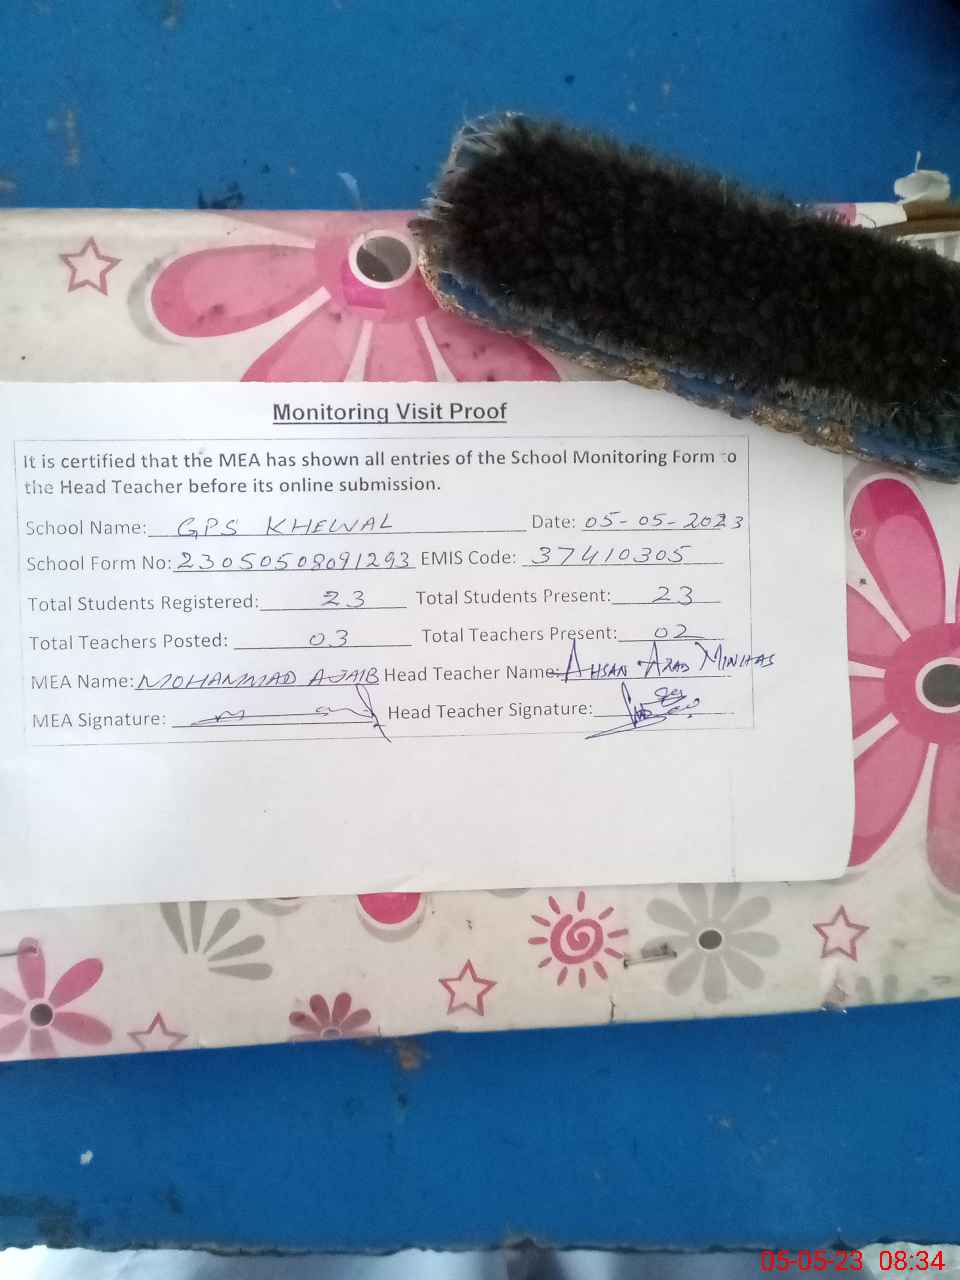 Monitoring Visit Proof
It is certified that the MEA has shown all entries of the School Monitoring Form to
the Head Teacher before its online submission.
School Name: GPS KHEWAL Date: 05-05-2023
School Form No: 23050508091293 EMIS Code: 37410305
Total Students Registered: 23 Total Students Present: 23
Total Teachers Posted: 03 Total Teachers Present: 02
MEA Name: MOHAMMAD AJAIB Head Teacher Name: AHSAN AZAD MINHAS
MEA Signature: Head Teacher Signature:
05-05-23 08:34